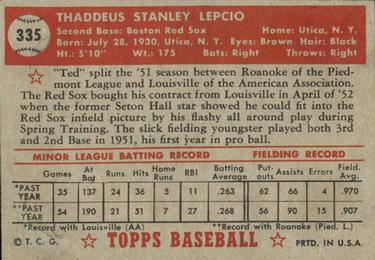 335
THADDEUS STANLEY LEPCIO
Second Base: Boston Red Sox Home: Utica, N. Y.
Born: July 28, 1930, Utica, N. Y. Eyes: Brown Hair: Black
Ht.: 5'10" Wt.: 175 Bats: Right Throws: Right
"Ted" split the '51 season between Roanoke of the Pied-
mont League and Louisville of the American Association.
The Red Sox bought his contract from Louisville in April of '52
when the former Seton Hall star showed he could fit into the
Red Sox infield picture by his flashy all around play during
Spring Training. The slick fielding youngster played both 3rd
and 2nd Base in 1951, his first year in pro ball.
MINOR LEAGUE BATTING RECORD FIELDING RECORD
Games At Bat Runs Hits Home Runs RBI Batting Average Put-outs Assists Errors Field. Avg.
*PAST YEAR 35 137 24 36 5 11 .263 62 66 4 .970
**PAST YEAR 54 190 51 51 7 27 .268 56 87 13 .917
*Record with Louisville (AA) **Record with Roanoke (Pied. L.)
© T. C. G. TOPPS BASEBALL PRTD. IN U.S.A.